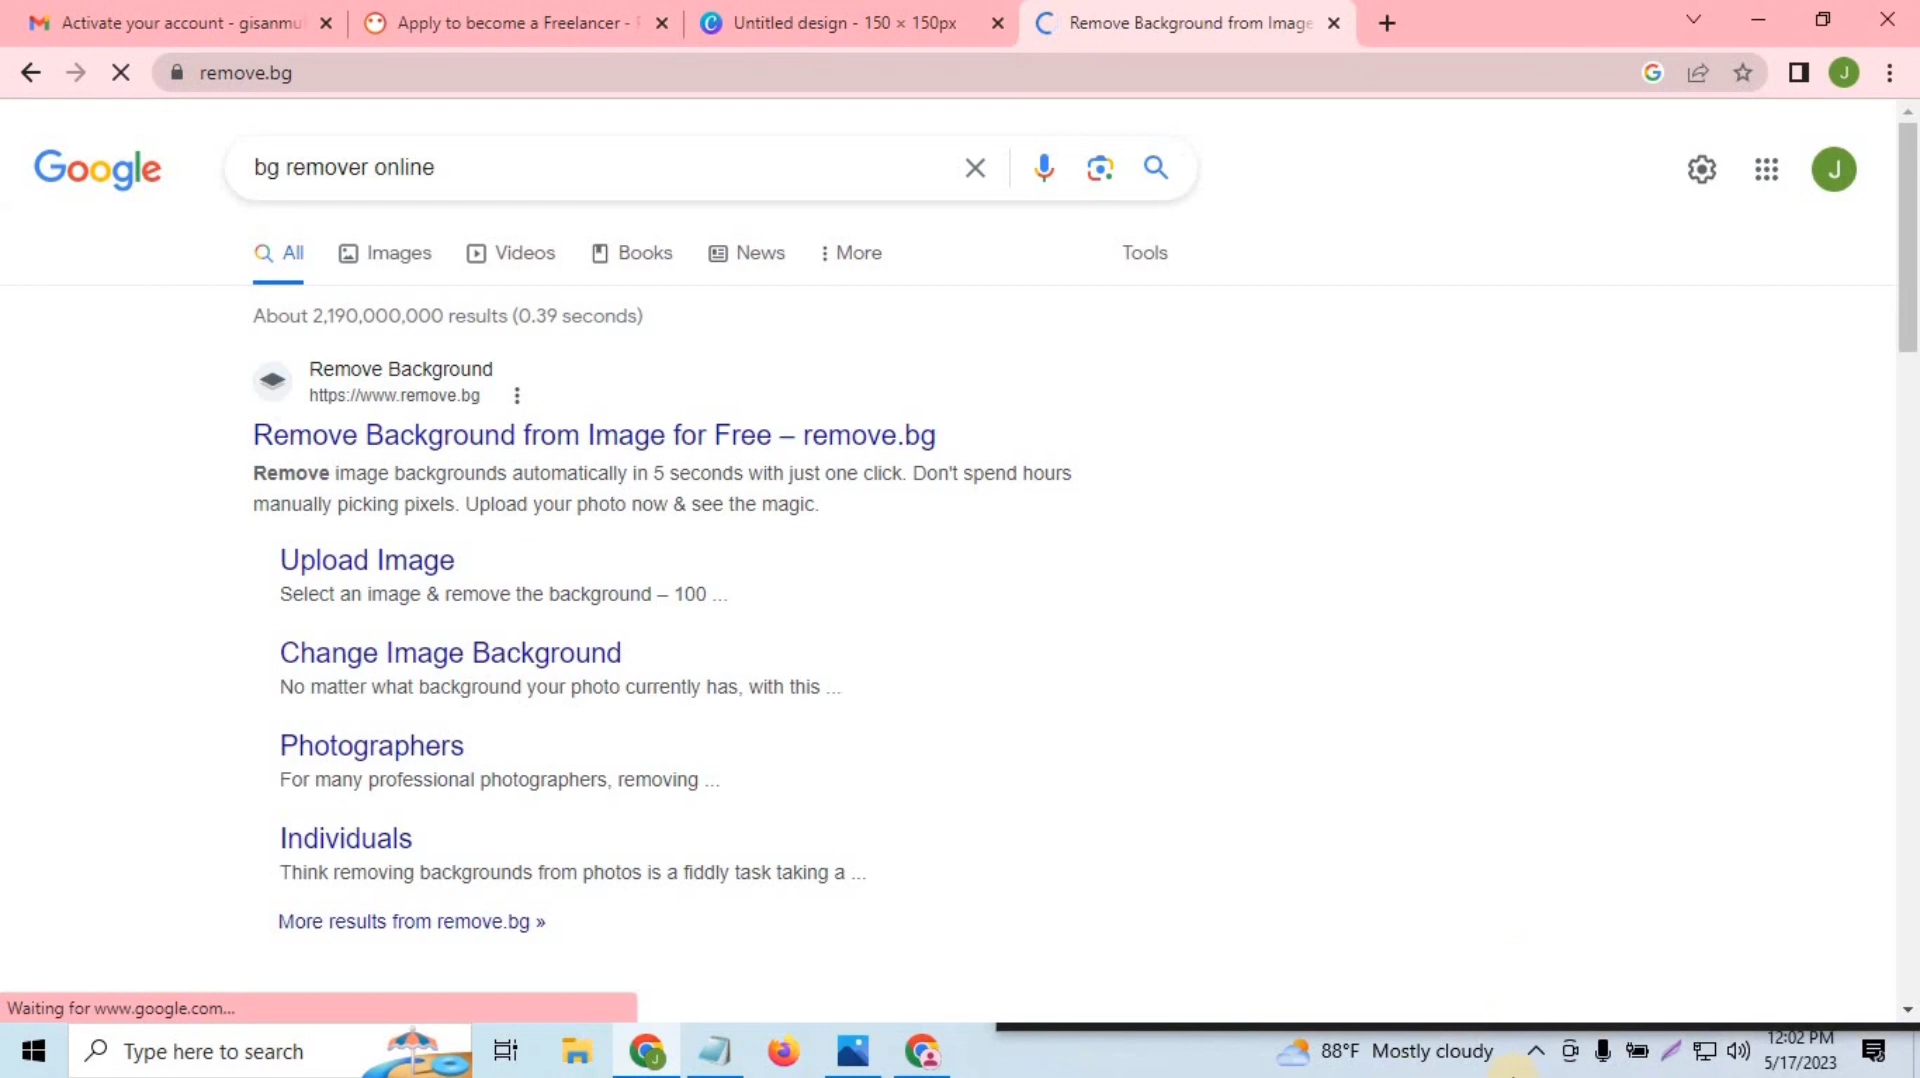 Activate your account - gisanmu
Apply to become a Freelancer -
Untitled design - 150 × 150px
Remove Background from Image
remove.bg
J
Google
bg remover online
J
All
Images
Videos
Books
News
More
Tools
About 2,190,000,000 results (0.39 seconds)
Remove Background
https://www.remove.bg
Remove Background from Image for Free – remove.bg
Remove image backgrounds automatically in 5 seconds with just one click. Don't spend hours
manually picking pixels. Upload your photo now & see the magic.
Upload Image
Select an image & remove the background – 100 ...
Change Image Background
No matter what background your photo currently has, with this ...
Photographers
For many professional photographers, removing ...
Individuals
Think removing backgrounds from photos is a fiddly task taking a ...
More results from remove.bg »
Waiting for www.google.com...
Type here to search
88°F Mostly cloudy
12:02 PM
5/17/2023